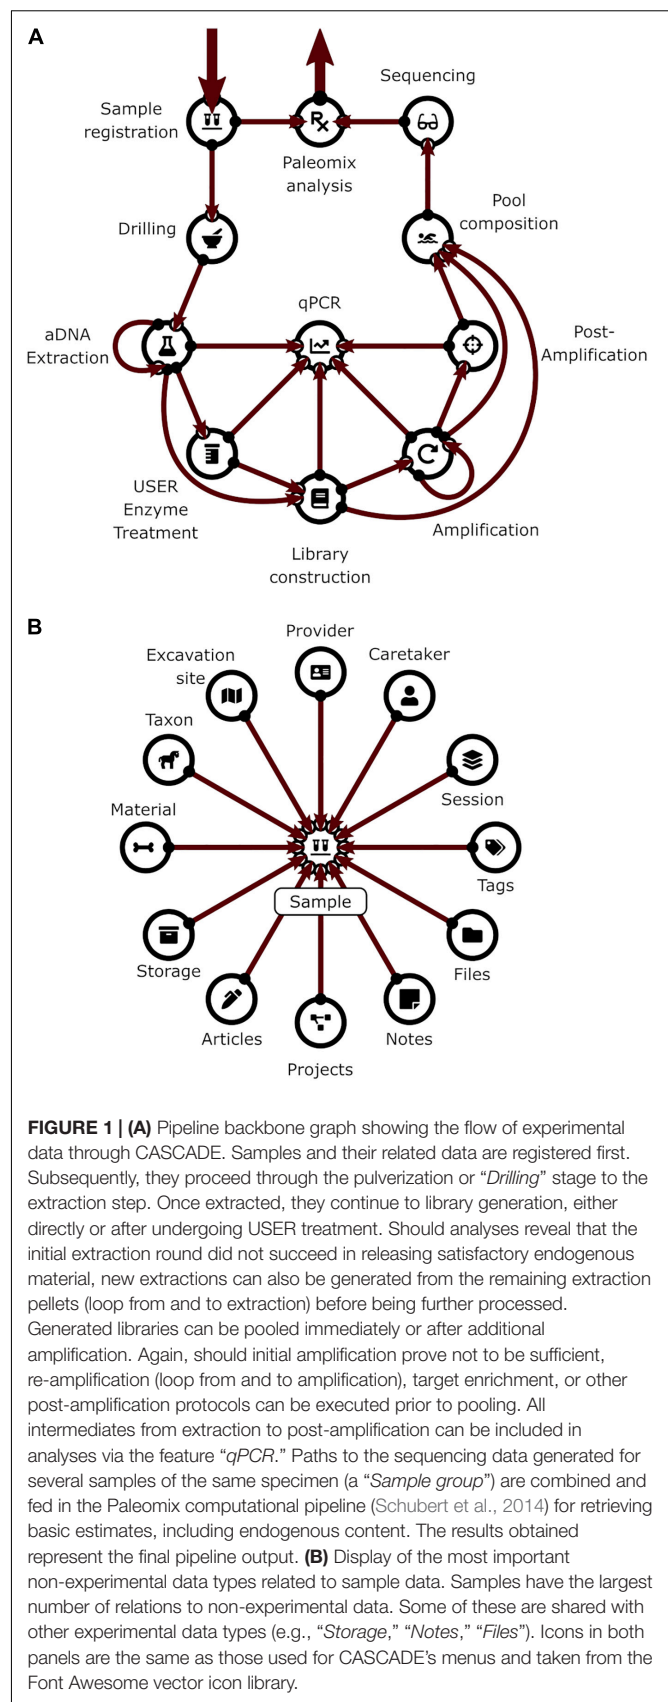 A
Sequencing
Sample
registration
Paleomix
analysis
Pool
composition
Drilling
qPCR
aDNA
Extraction
Post-
Amplification
USER
Enzyme
Treatment
Amplification
Library
construction
B
Provider
Excavation
site
Caretaker
Taxon
Session
Material
Tags
Sample
Storage
Files
Articles
Notes
Projects
FIGURE 1 | (A) Pipeline backbone graph showing the flow of experimental
data through CASCADE. Samples and their related data are registered first.
Subsequently, they proceed through the pulverization or “Drilling” stage to the
extraction step. Once extracted, they continue to library generation, either
directly or after undergoing USER treatment. Should analyses reveal that the
initial extraction round did not succeed in releasing satisfactory endogenous
material, new extractions can also be generated from the remaining extraction
pellets (loop from and to extraction) before being further processed.
Generated libraries can be pooled immediately or after additional
amplification. Again, should initial amplification prove not to be sufficient,
re-amplification (loop from and to amplification), target enrichment, or other
post-amplification protocols can be executed prior to pooling. All
intermediates from extraction to post-amplification can be included in
analyses via the feature “qPCR.” Paths to the sequencing data generated for
several samples of the same specimen (a “Sample group”) are combined and
fed in the Paleomix computational pipeline (Schubert et al., 2014) for retrieving
basic estimates, including endogenous content. The results obtained
represent the final pipeline output. (B) Display of the most important
non-experimental data types related to sample data. Samples have the largest
number of relations to non-experimental data. Some of these are shared with
other experimental data types (e.g., “Storage,” “Notes,” “Files”). Icons in both
panels are the same as those used for CASCADE’s menus and taken from the
Font Awesome vector icon library.